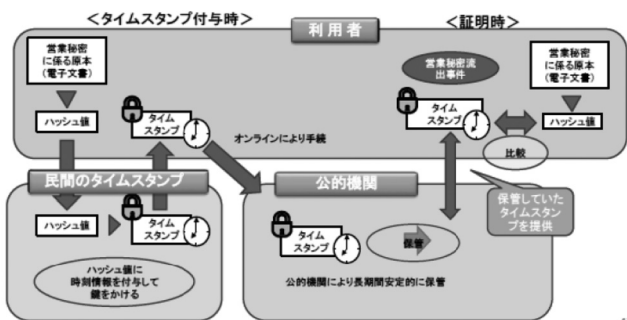 ＜タイムスタンプ付与時＞
利用者
＜証明時＞
営業秘密
に係る原本
（電子文書）
ハッシュ値
タイム
スタンプ
オンラインにより手続
営業秘密流
出事件
タイム
スタンプ
営業秘密
に係る原本
（電子文書）
ハッシュ値
比較
民間のタイムスタンプ
ハッシュ値
タイム
スタンプ
ハッシュ値に
時刻情報を付与して
鍵をかける
公的機関
タイム
スタンプ
保管
公的機関により長期間安定的に保管
保管していた
タイムスタン
プを提供